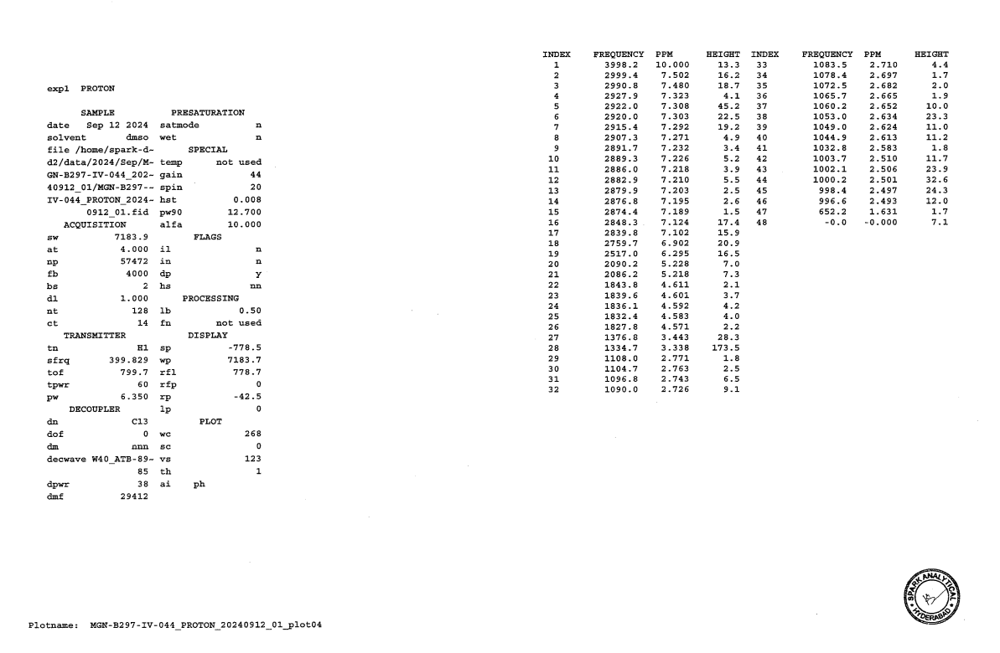 exp1 PROTON
SAMPLE PRESATURATION
date Sep 12 2024 satmode n
solvent dmso wet n
file /home/spark-d~ SPECIAL
d2/data/2024/Sep/M~ temp not used
GN-B297-IV-044_202~ gain 44
40912_01/MGN-B297-~ spin 20
IV-044_PROTON_2024~ hst 0.008
0912_01.fid pw90 12.700
ACQUISITION alfa 10.000
sw 7183.9 FLAGS
at 4.000 il n
np 57472 in n
fb 4000 dp y
bs 2 hs nn
d1 1.000 PROCESSING
nt 128 lb 0.50
ct 14 fn not used
TRANSMITTER DISPLAY
tn H1 sp -778.5
sfrq 399.829 wp 7183.7
tof 799.7 rfl 778.7
tpwr 60 rfp 0
pw 6.350 rp -42.5
DECOUPLER lp 0
dn C13 PLOT
dof 0 wc 268
dm nnn sc 0
decwave W40_ATB-89~ vs 123
85 th 1
dpwr 38 ai ph
dmf 29412
INDEX FREQUENCY PPM HEIGHT INDEX FREQUENCY PPM HEIGHT
1 3998.2 10.000 13.3 33 1083.5 2.710 4.4
2 2999.4 7.502 16.2 34 1078.4 2.697 1.7
3 2990.8 7.480 18.7 35 1072.5 2.682 2.0
4 2927.9 7.323 4.1 36 1065.7 2.665 1.9
5 2922.0 7.308 45.2 37 1060.2 2.652 10.0
6 2920.0 7.303 22.5 38 1053.0 2.634 23.3
7 2915.4 7.292 19.2 39 1049.0 2.624 11.0
8 2907.3 7.271 4.9 40 1044.9 2.613 11.2
9 2891.7 7.232 3.4 41 1032.8 2.583 1.8
10 2889.3 7.226 5.2 42 1003.7 2.510 11.7
11 2886.0 7.218 3.9 43 1002.1 2.506 23.9
12 2882.9 7.210 5.5 44 1000.2 2.501 32.6
13 2879.9 7.203 2.5 45 998.4 2.497 24.3
14 2876.8 7.195 2.6 46 996.6 2.493 12.0
15 2874.4 7.189 1.5 47 652.2 1.631 1.7
16 2848.3 7.124 17.4 48 -0.0 -0.000 7.1
17 2839.8 7.102 15.9
18 2759.7 6.902 20.9
19 2517.0 6.295 16.5
20 2090.2 5.228 7.0
21 2086.2 5.218 7.3
22 1843.8 4.611 2.1
23 1839.6 4.601 3.7
24 1836.1 4.592 4.2
25 1832.4 4.583 4.0
26 1827.8 4.571 2.2
27 1376.8 3.443 28.3
28 1334.7 3.338 173.5
29 1108.0 2.771 1.8
30 1104.7 2.763 2.5
31 1096.8 2.743 6.5
32 1090.0 2.726 9.1
SPARK ANALYTICAL
HYDERABAD
Plotname: MGN-B297-IV-044_PROTON_20240912_01_plot04